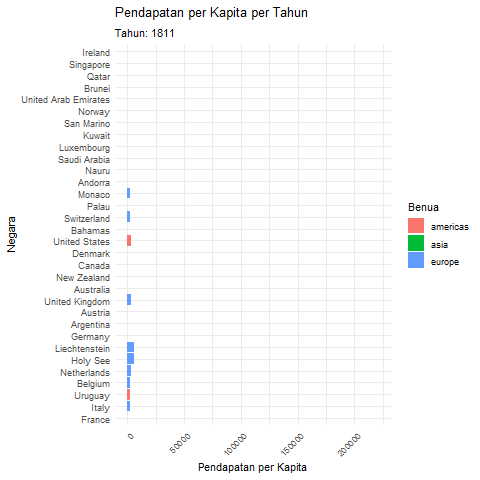 Pendapatan per Kapita per Tahun
Tahun: 1811
Ireland
Singapore
Qatar
Brunei
United Arab Emirates
Norway
San Marino
Kuwait
Luxembourg
Saudi Arabia
Nauru
Andorra
Monaco
Palau
Switzerland
Bahamas
United States
Denmark
Canada
New Zealand
Australia
United Kingdom
Austria
Argentina
Germany
Liechtenstein
Holy See
Netherlands
Belgium
Uruguay
Italy
France
Negara
0
50000
100000
150000
200000
Pendapatan per Kapita
Benua
americas
asia
europe